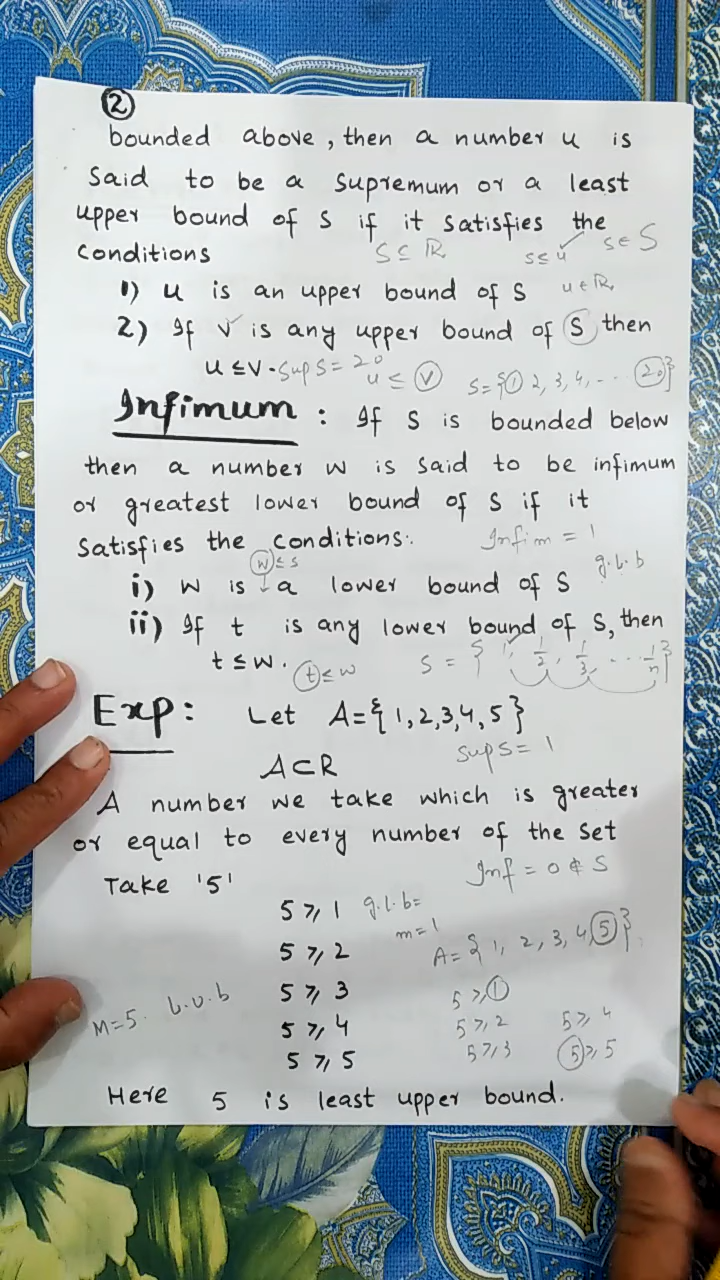 ②
bounded above, then a number u is
said to be a supremum or a least
upper bound of S if it satisfies the
conditions S ⊆ ℝ s ≤ u s ∈ S
1) u is an upper bound of S u ∈ ℝ
2) If v is any upper bound of S then
u ≤ v. Sup S = 20 u ≤ v S = {1, 2, 3, 4, ... 20}
Infimum : If S is bounded below
then a number w is said to be infimum
or greatest lower bound of S if it
satisfies the conditions: Infim = 1
w ≤ s g.l.b
i) w is a lower bound of S
ii) If t is any lower bound of S, then
t ≤ w. t ≤ w S = {1, 1/2, 1/3, ... 1/n}
Exp: Let A={1,2,3,4,5}
A⊂R Sup S = 1
A number we take which is greater
or equal to every number of the set
Take '5' Inf = 0 ∉ S
5 ≥ 1 g.l.b =
m = 1
5 ≥ 2 A = {1, 2, 3, 4, 5}
5 ≥ 3 5 ≥ 1
M=5. l.u.b
5 ≥ 4 5 ≥ 2 5 ≥ 4
5 ≥ 5 5 ≥ 3 5 ≥ 5
Here 5 is least upper bound.